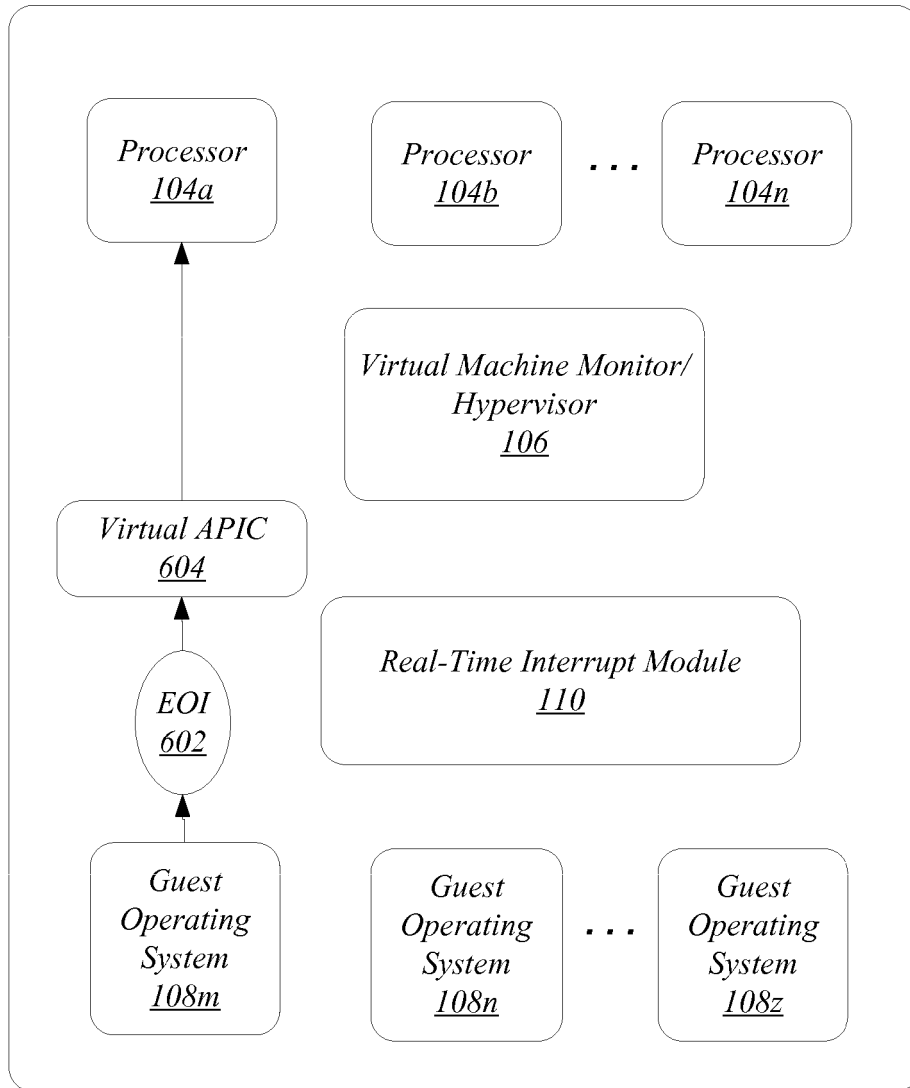 Processor
104a
Processor
104b
. . .
Processor
104n
Virtual Machine Monitor/
Hypervisor
106
Virtual APIC
604
Real-Time Interrupt Module
110
EOI
602
Guest
Operating
System
108m
Guest
Operating
System
108n
. . .
Guest
Operating
System
108z